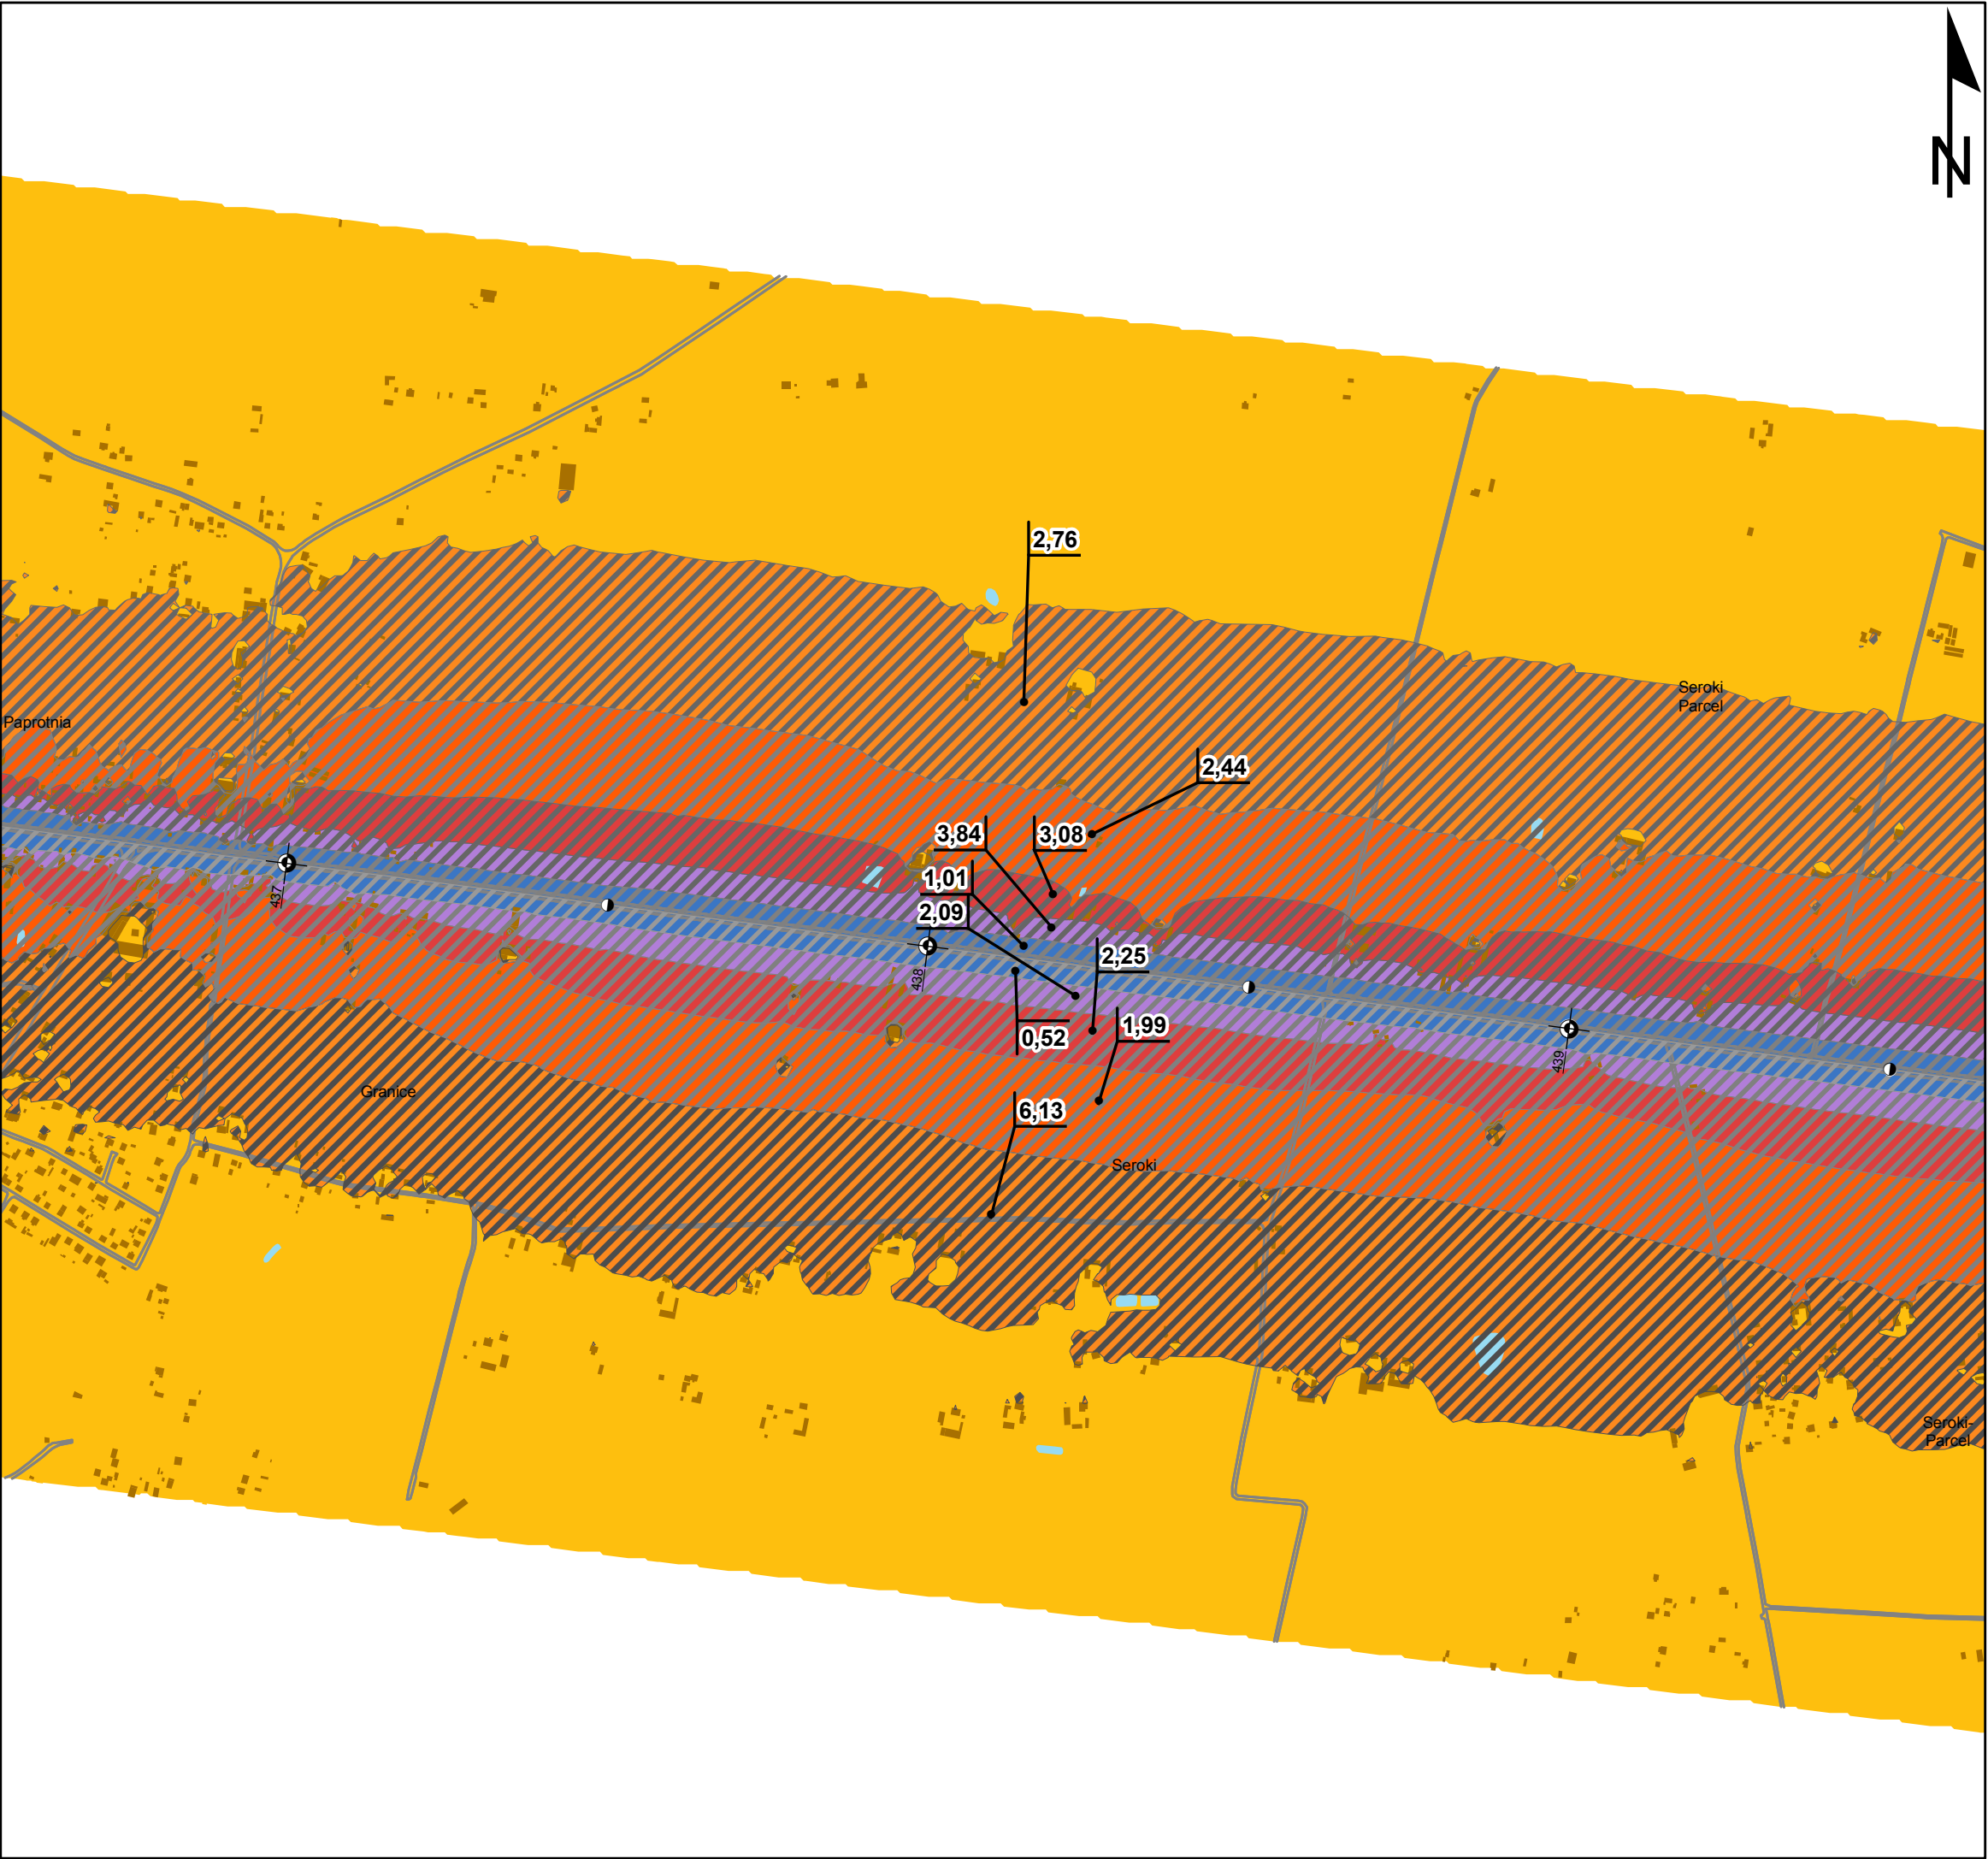 N
2,76
Seroki
Parcel
Paprotnia
2,44
3,84
3,08
1,01
437
2,09
2,25
438
1,99
0,52
439
Granice
6,13
Seroki
Seroki-
Parcel